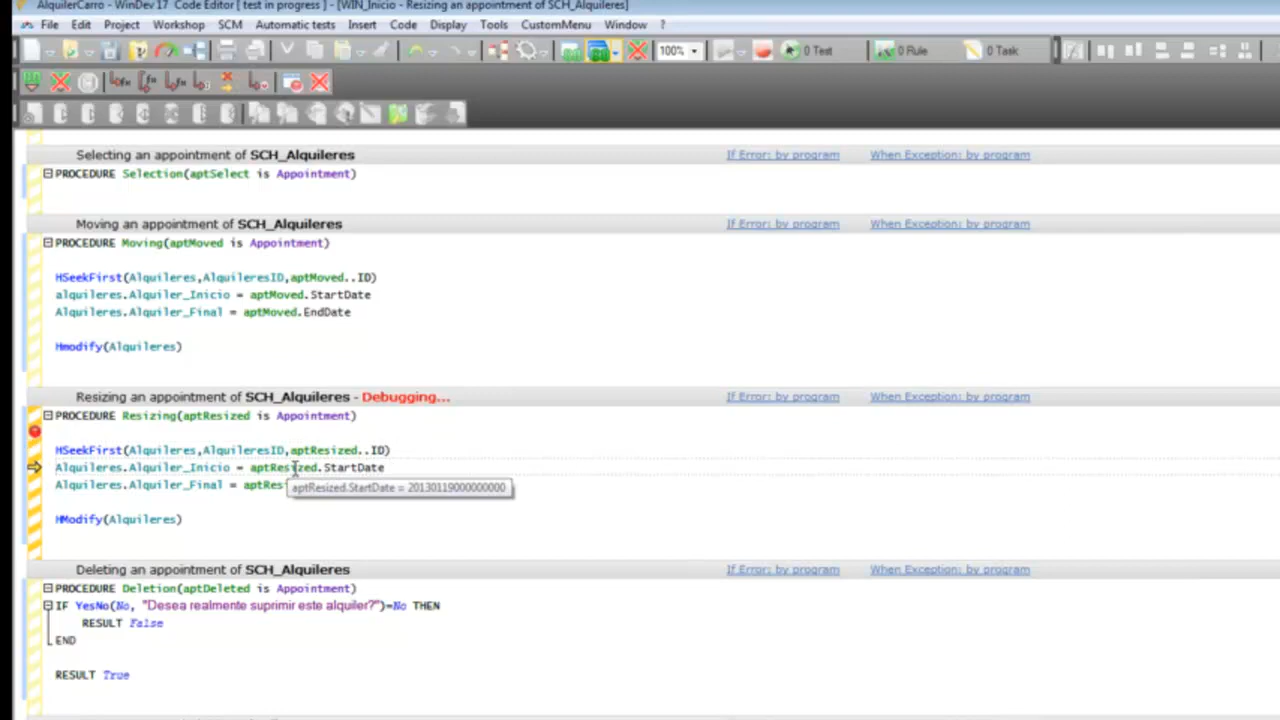 AlquilerCarro - WinDev 17 Code Editor [ test in progress ] - [WIN_Inicio - Resizing an appointment of SCH_Alquileres]
File Edit Project Workshop SCM Automatic tests Insert Code Display Tools CustomMenu Window ?
100% 0 Test 0 Rule 0 Task
Selecting an appointment of SCH_Alquileres If Error: by program When Exception: by program
PROCEDURE Selection(aptSelect is Appointment)
Moving an appointment of SCH_Alquileres If Error: by program When Exception: by program
PROCEDURE Moving(aptMoved is Appointment)
HSeekFirst(Alquileres,AlquileresID,aptMoved..ID)
alquileres.Alquiler_Inicio = aptMoved.StartDate
Alquileres.Alquiler_Final = aptMoved.EndDate
Hmodify(Alquileres)
Resizing an appointment of SCH_Alquileres - Debugging... If Error: by program When Exception: by program
PROCEDURE Resizing(aptResized is Appointment)
HSeekFirst(Alquileres,AlquileresID,aptResized..ID)
Alquileres.Alquiler_Inicio = aptResized.StartDate
Alquileres.Alquiler_Final = aptRes
aptResized.StartDate = 20130119000000000
HModify(Alquileres)
Deleting an appointment of SCH_Alquileres If Error: by program When Exception: by program
PROCEDURE Deletion(aptDeleted is Appointment)
IF YesNo(No, "Desea realmente suprimir este alquiler?")=No THEN
RESULT False
END
RESULT True